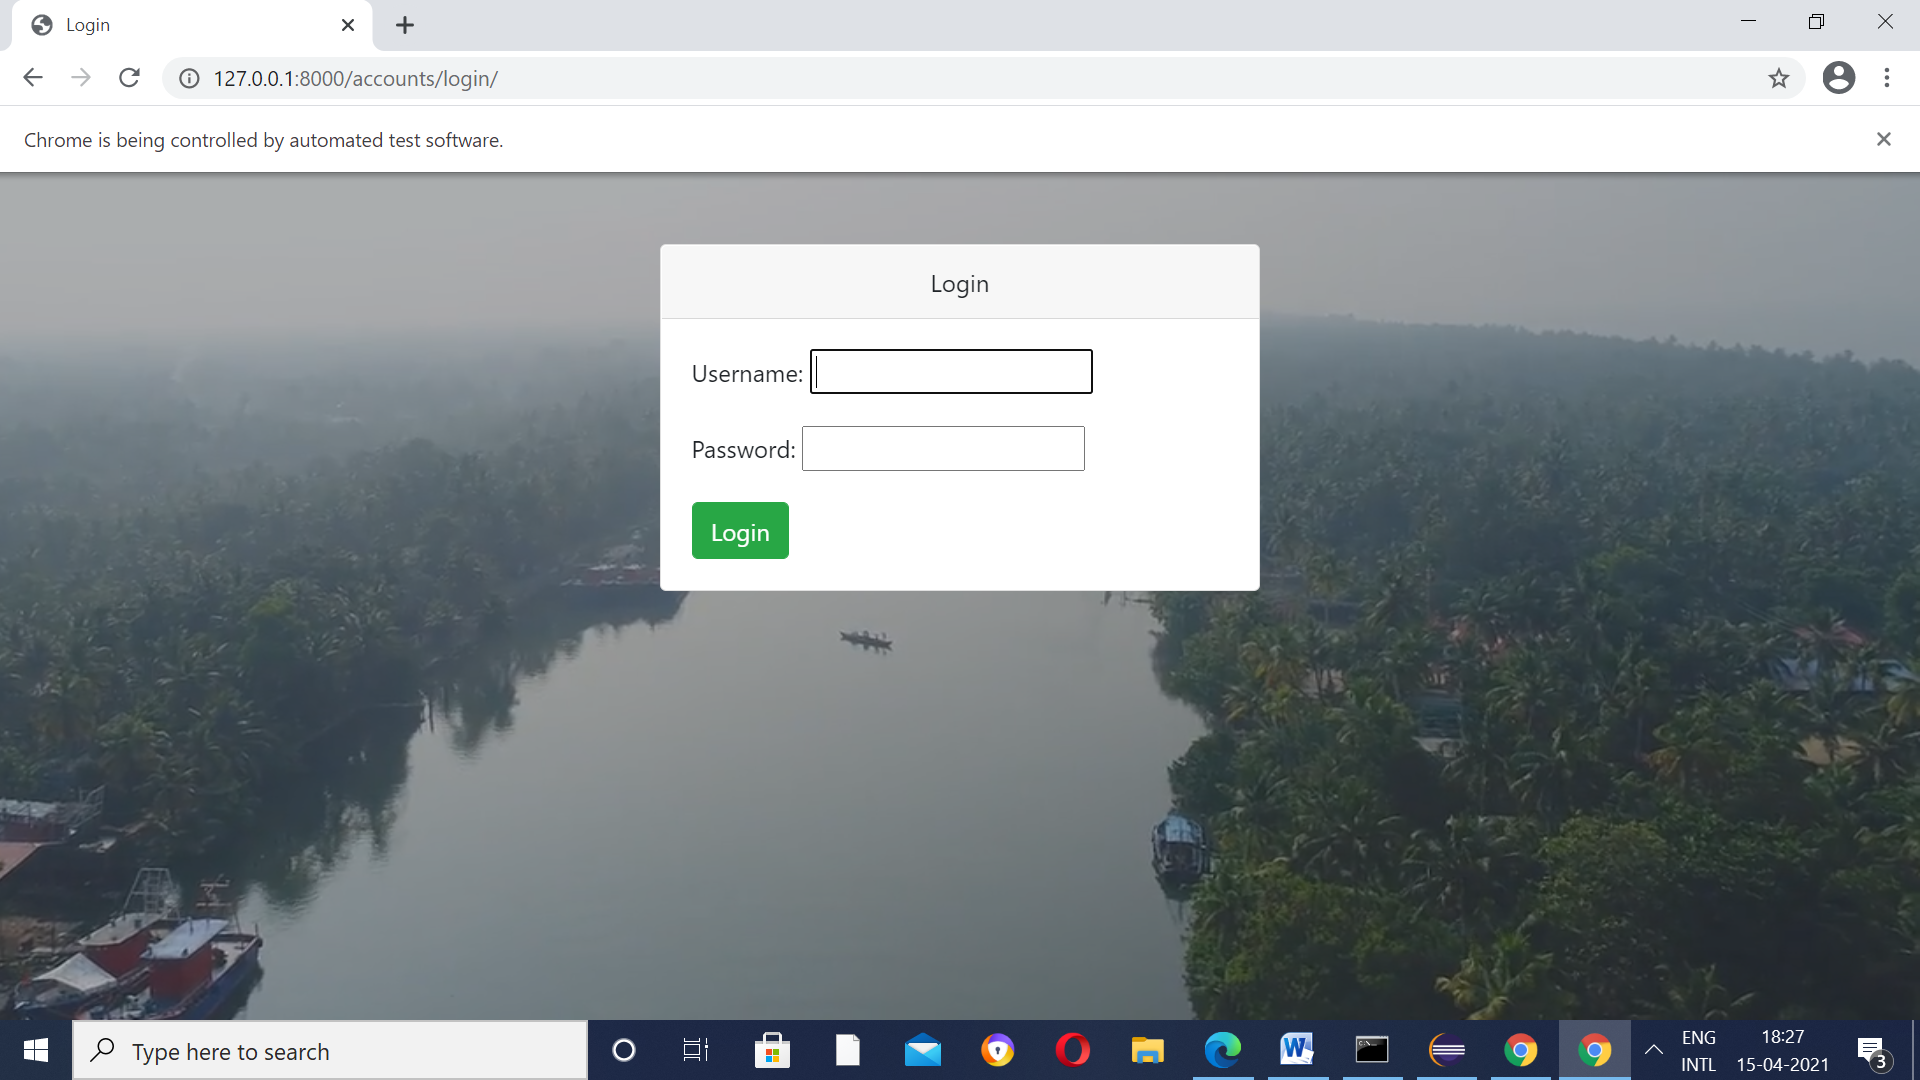 Login
127.0.0.1:8000/accounts/login/
Chrome is being controlled by automated test software.
Login
Username:
Password:
Login
Type here to search
ENG
INTL
18:27
15-04-2021
3